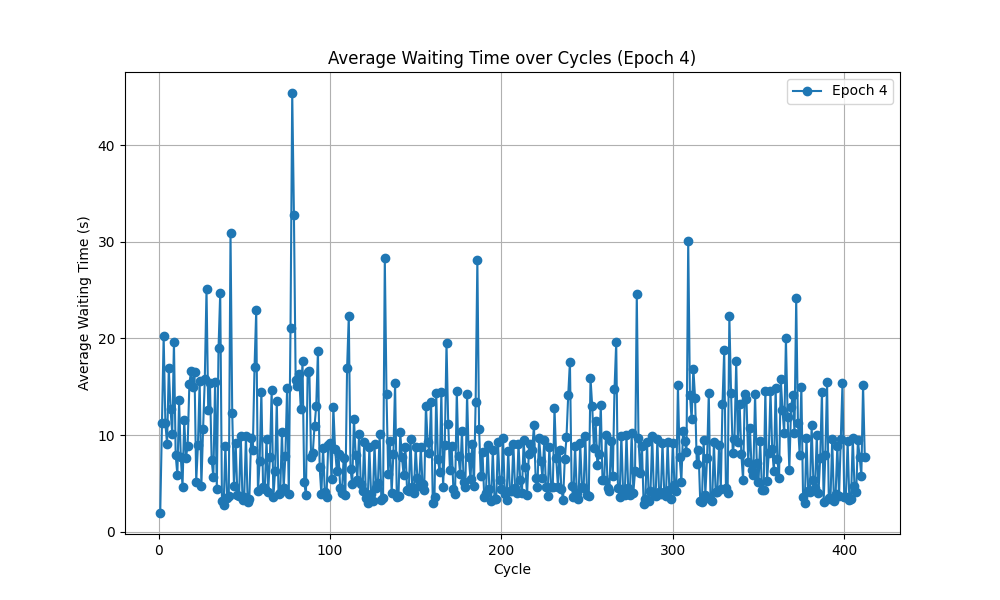 Average Waiting Time over Cycles (Epoch 4)
Epoch 4
Average Waiting Time (s)
40
30
20
10
0
0 100 200 300 400
Cycle